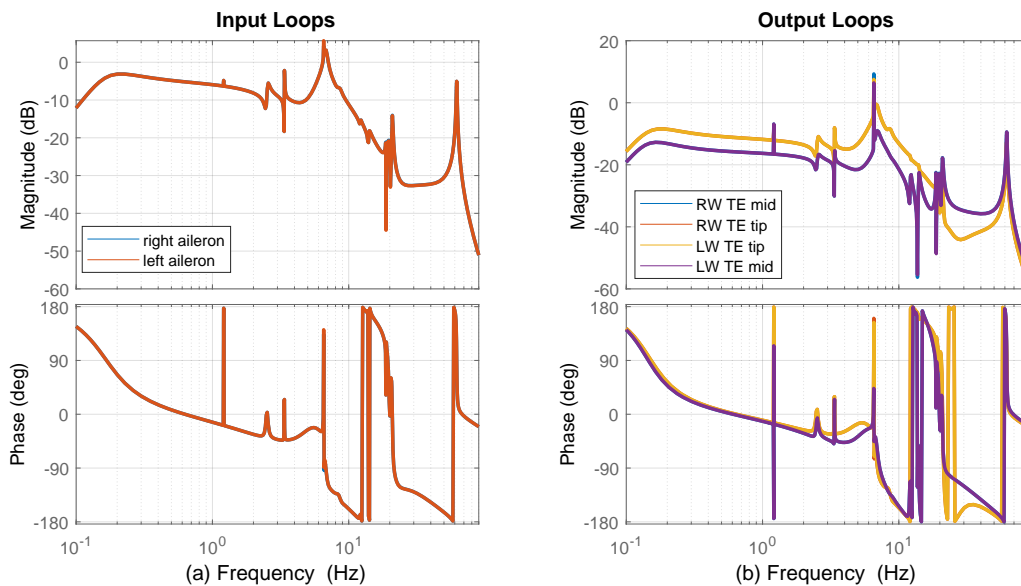 Input Loops
0
-10
-20
-30
-40
-50
-60
Magnitude (dB)
right aileron
left aileron
180
90
0
-90
-180
Phase (deg)
10^-1
10^0
10^1
(a) Frequency (Hz)
Output Loops
20
0
-20
-40
-60
Magnitude (dB)
RW TE mid
RW TE tip
LW TE tip
LW TE mid
180
90
0
-90
-180
Phase (deg)
10^-1
10^0
10^1
(b) Frequency (Hz)